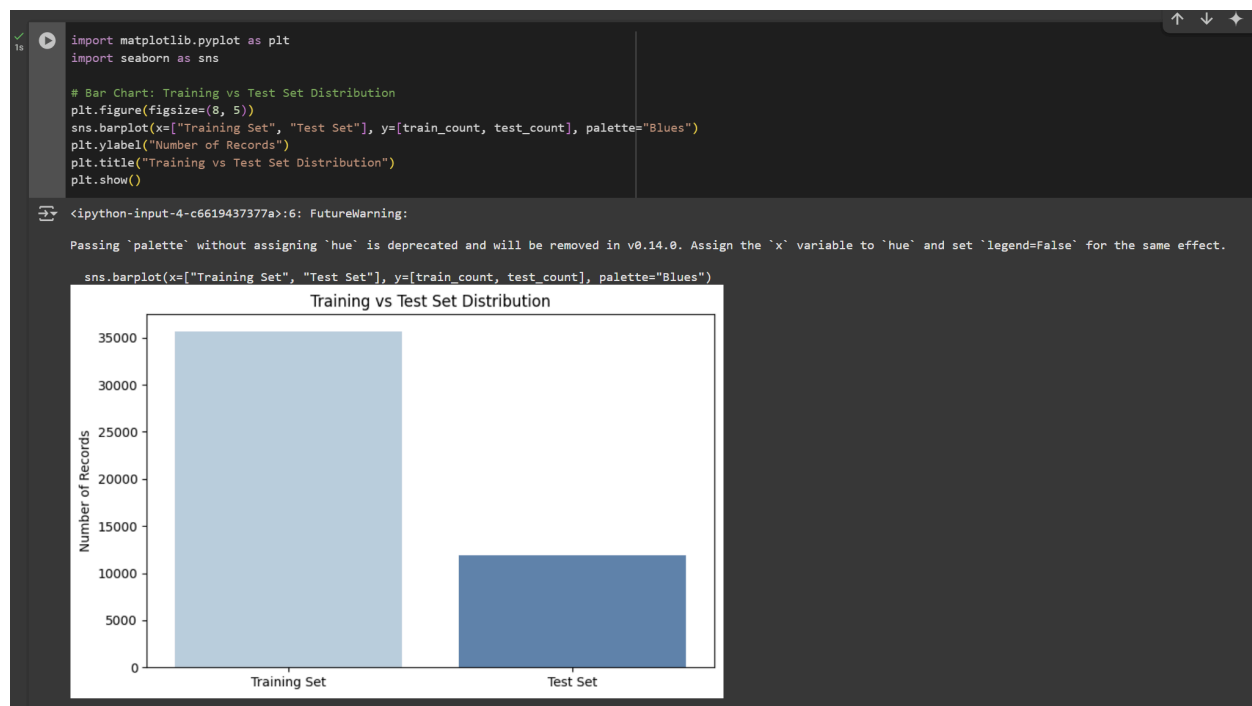 1s
import matplotlib.pyplot as plt
import seaborn as sns
# Bar Chart: Training vs Test Set Distribution
plt.figure(figsize=(8, 5))
sns.barplot(x=["Training Set", "Test Set"], y=[train_count, test_count], palette="Blues")
plt.ylabel("Number of Records")
plt.title("Training vs Test Set Distribution")
plt.show()
<ipython-input-4-c6619437377a>:6: FutureWarning:
Passing `palette` without assigning `hue` is deprecated and will be removed in v0.14.0. Assign the `x` variable to `hue` and set `legend=False` for the same effect.
sns.barplot(x=["Training Set", "Test Set"], y=[train_count, test_count], palette="Blues")
Training vs Test Set Distribution
Number of Records
35000
30000
25000
20000
15000
10000
5000
0
Training Set
Test Set